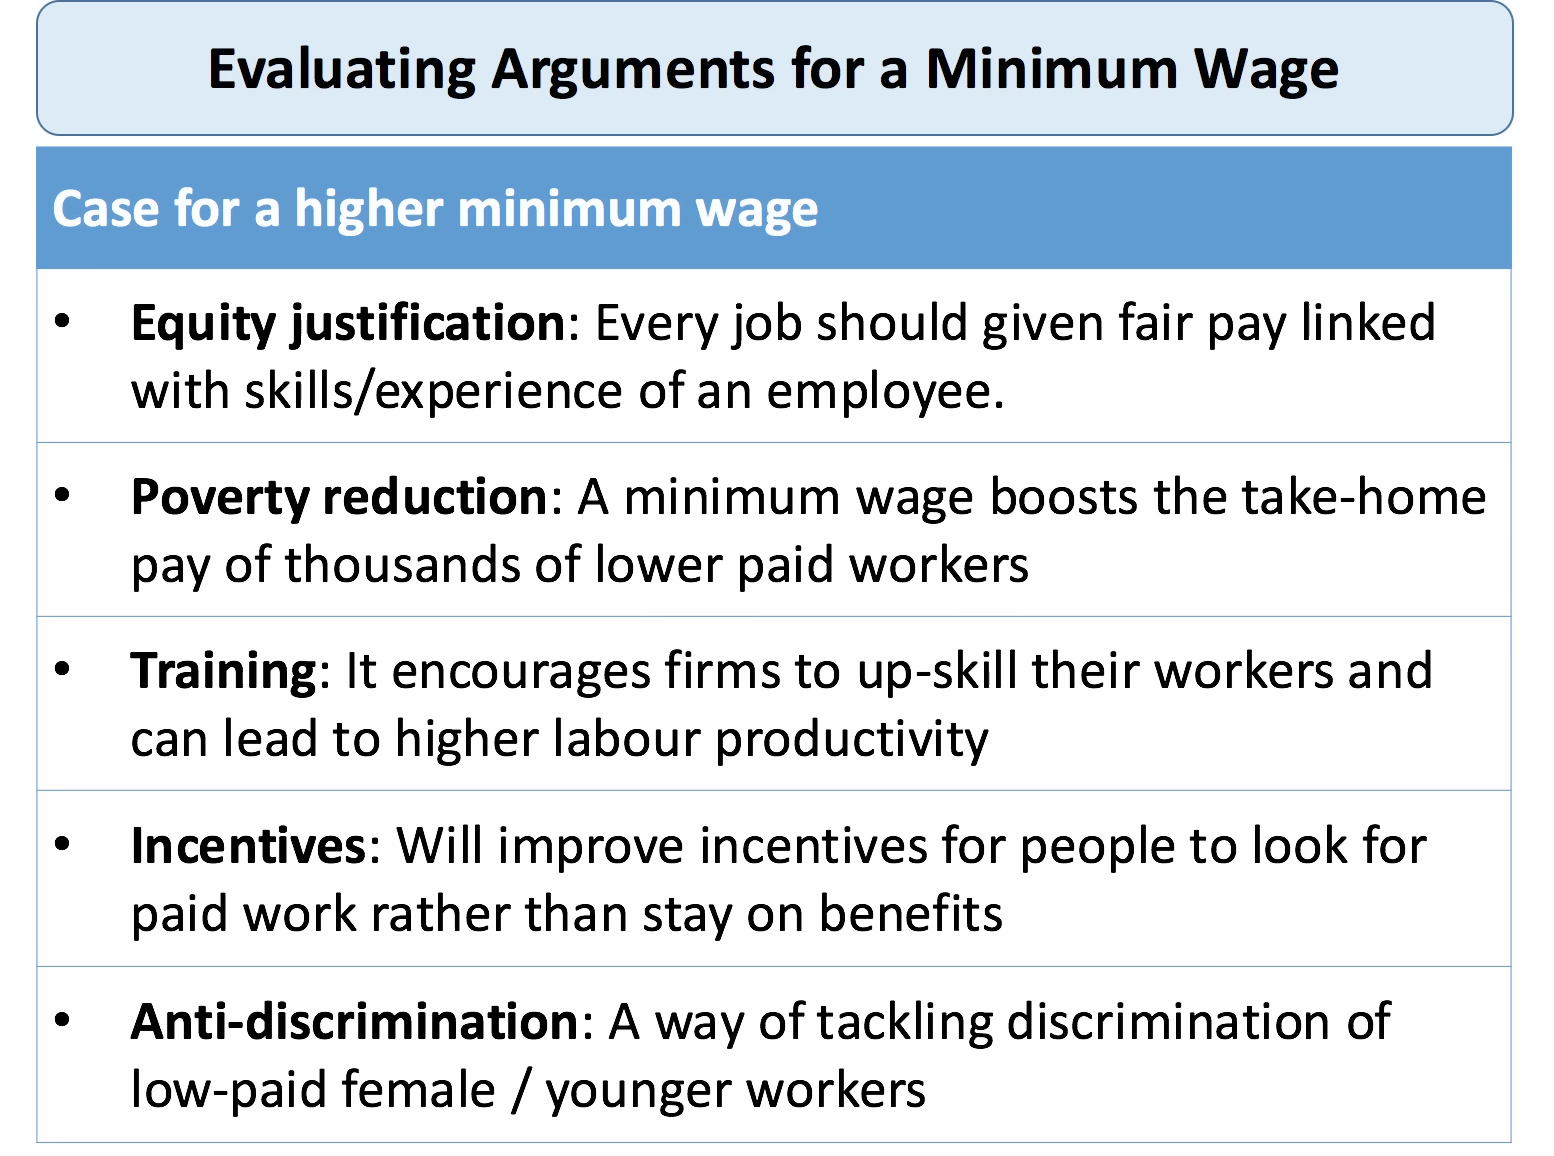 Evaluating Arguments for a Minimum Wage
Case for a higher minimum wage
• Equity justification: Every job should given fair pay linked
with skills/experience of an employee.
• Poverty reduction: A minimum wage boosts the take-home
pay of thousands of lower paid workers
• Training: It encourages firms to up-skill their workers and
can lead to higher labour productivity
• Incentives: Will improve incentives for people to look for
paid work rather than stay on benefits
• Anti-discrimination: A way of tackling discrimination of
low-paid female / younger workers